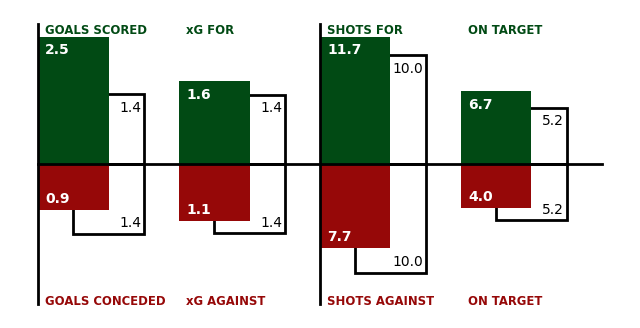 GOALS SCORED xG FOR SHOTS FOR ON TARGET
2.5 1.4 1.6 1.4 11.7 10.0 6.7 5.2
0.9 1.4 1.1 1.4 7.7 10.0 4.0 5.2
GOALS CONCEDED xG AGAINST SHOTS AGAINST ON TARGET